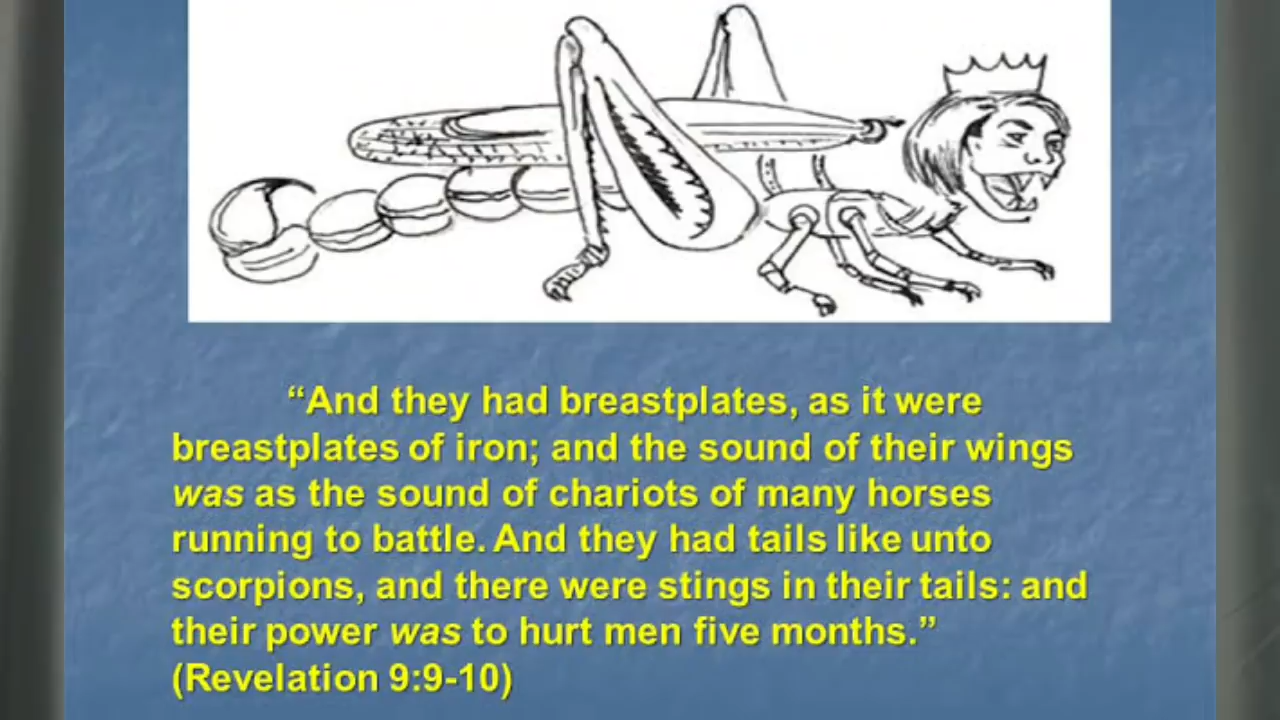 “And they had breastplates, as it were
breastplates of iron; and the sound of their wings
was as the sound of chariots of many horses
running to battle. And they had tails like unto
scorpions, and there were stings in their tails: and
their power was to hurt men five months.”
(Revelation 9:9-10)